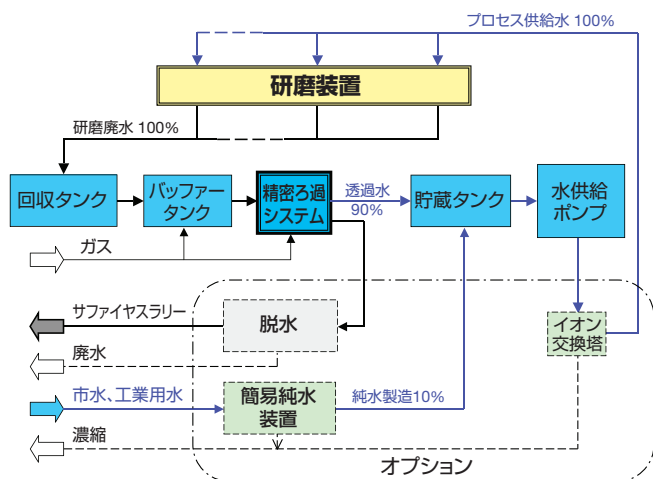 プロセス供給水 100%
研磨装置
研磨廃水 100%
回収タンク
バッファー
タンク
精密ろ過
システム
透過水
90%
貯蔵タンク
水供給
ポンプ
ガス
サファイヤスラリー
脱水
イオン
交換塔
廃水
市水、工業用水
簡易純水
装置
純水製造10%
濃縮
オプション